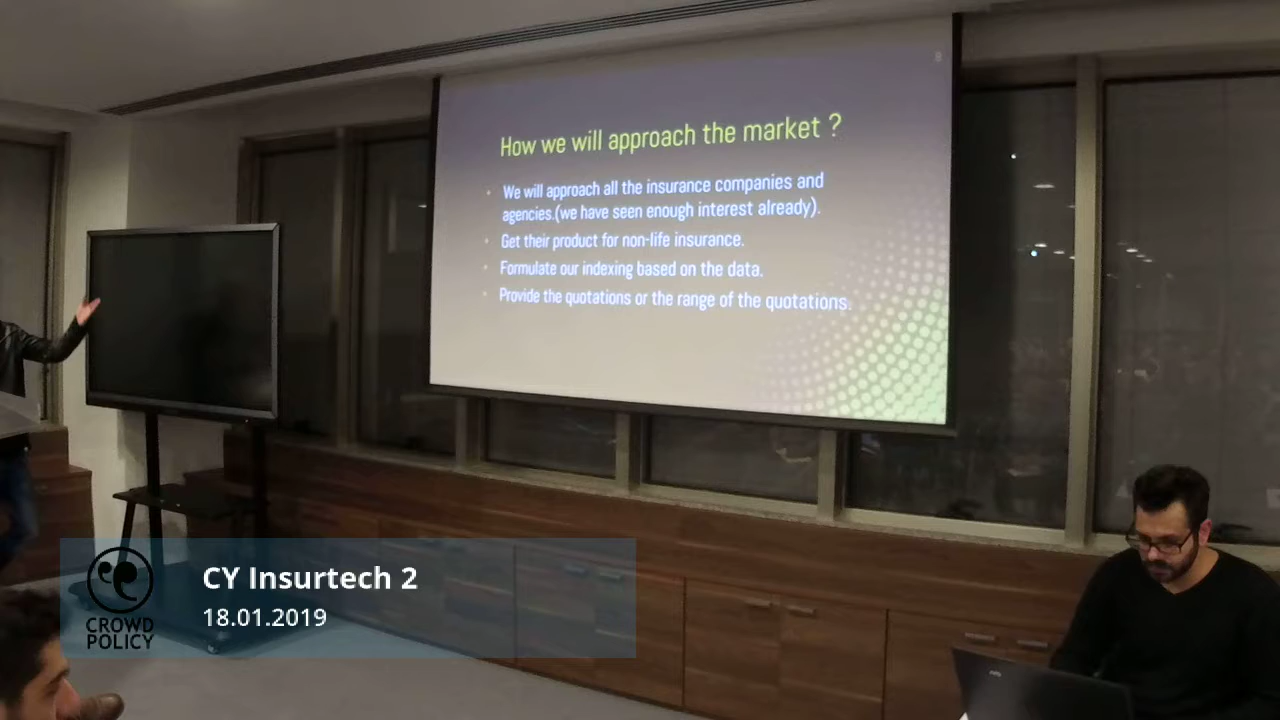 8
How we will approach the market ?
We will approach all the insurance companies and
agencies.(we have seen enough interest already).
Get their product for non-life insurance.
Formulate our indexing based on the data.
Provide the quotations or the range of the quotations.
CY Insurtech 2
18.01.2019
CROWD
POLICY